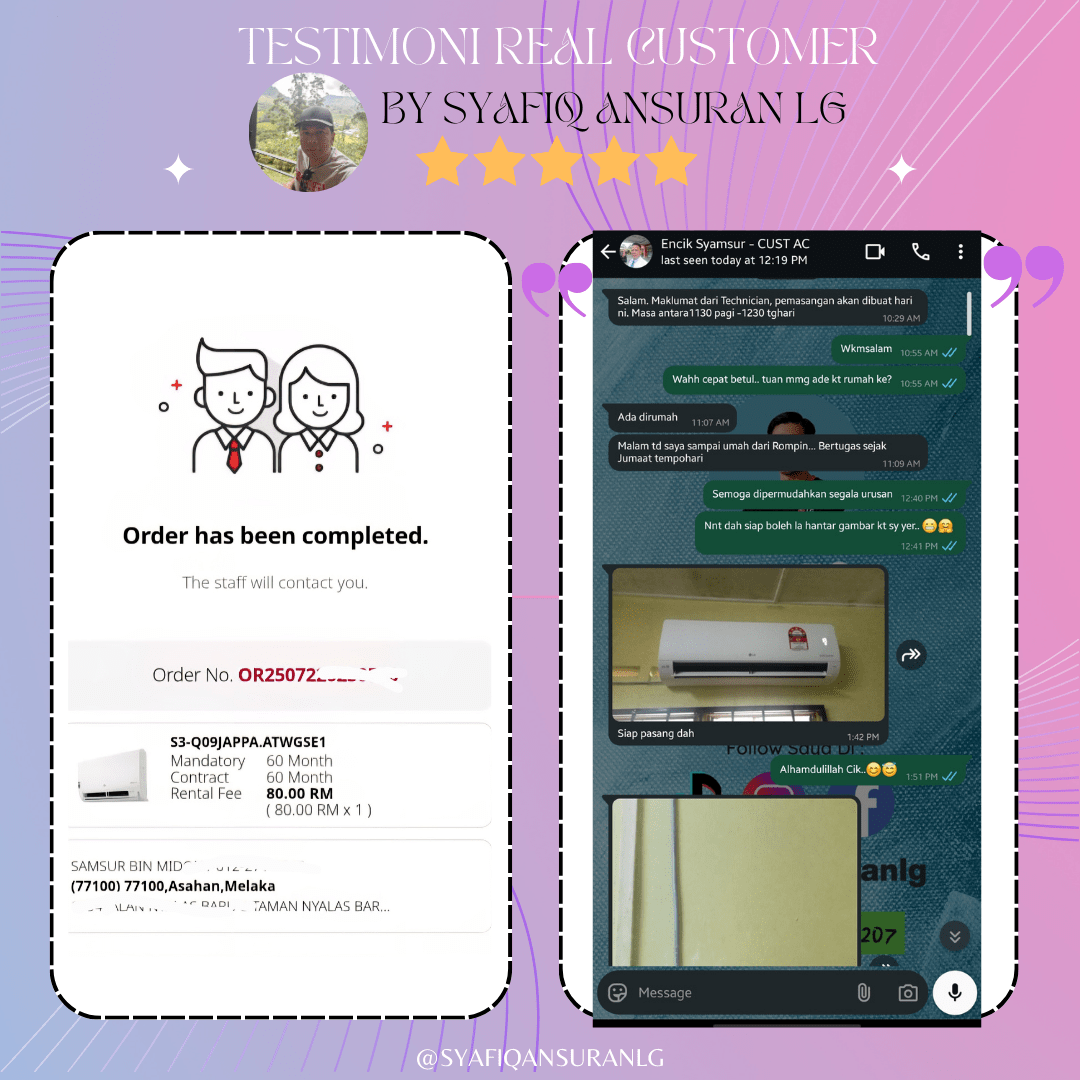 TESTIMONI REAL CUSTOMER
BY SYAFIQ ANSURAN LG
Order has been completed.
The staff will contact you.
Order No. OR25072
S3-Q09JAPPA.ATWGSE1
Mandatory 60 Month
Contract 60 Month
Rental Fee 80.00 RM
( 80.00 RM x 1 )
SAMSUR BIN
(77100) 77100,Asahan,Melaka
TAMAN NYALAS BAR...
Encik Syamsur - CUST AC
last seen today at 12:19 PM
Salam. Maklumat dari Technician, pemasangan akan dibuat hari
ni. Masa antara1130 pagi -1230 tghari
10:29 AM
Wkmsalam 10:55 AM
Wahh cepat betul.. tuan mmg ade kt rumah ke? 10:55 AM
Ada dirumah 11:07 AM
Malam td saya sampai umah dari Rompin... Bertugas sejak
Jumaat tempohari
11:09 AM
Semoga dipermudahkan segala urusan 12:40 PM
Nnt dah siap boleh la hantar gambar kt sy yer.. 😁🤗
12:41 PM
Siap pasang dah 1:42 PM
Follow Saya Di :
Alhamdulillah Cik..😊😅 1:51 PM
anlg
207
Message
@SYAFIQANSURANLG